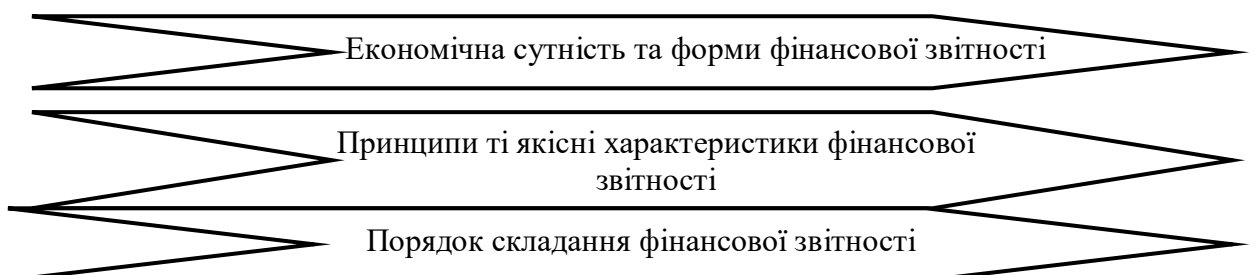 Економічна сутність та форми фінансової звітності
Принципи ті якісні характеристики фінансової
звітності
Порядок складання фінансової звітності